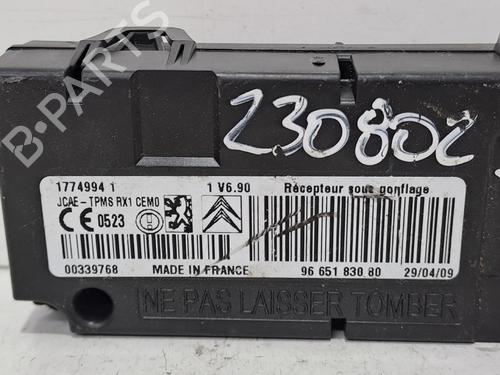 B-PARTS
230802
1774994 1
1 V6.90
Récepteur sous gonflage
JCAE-TPMS RX1 CEM0
CE 0523
00339768
MADE IN FRANCE
96 651 830 80
29/04/09
NE PAS LAISSER TOMBER